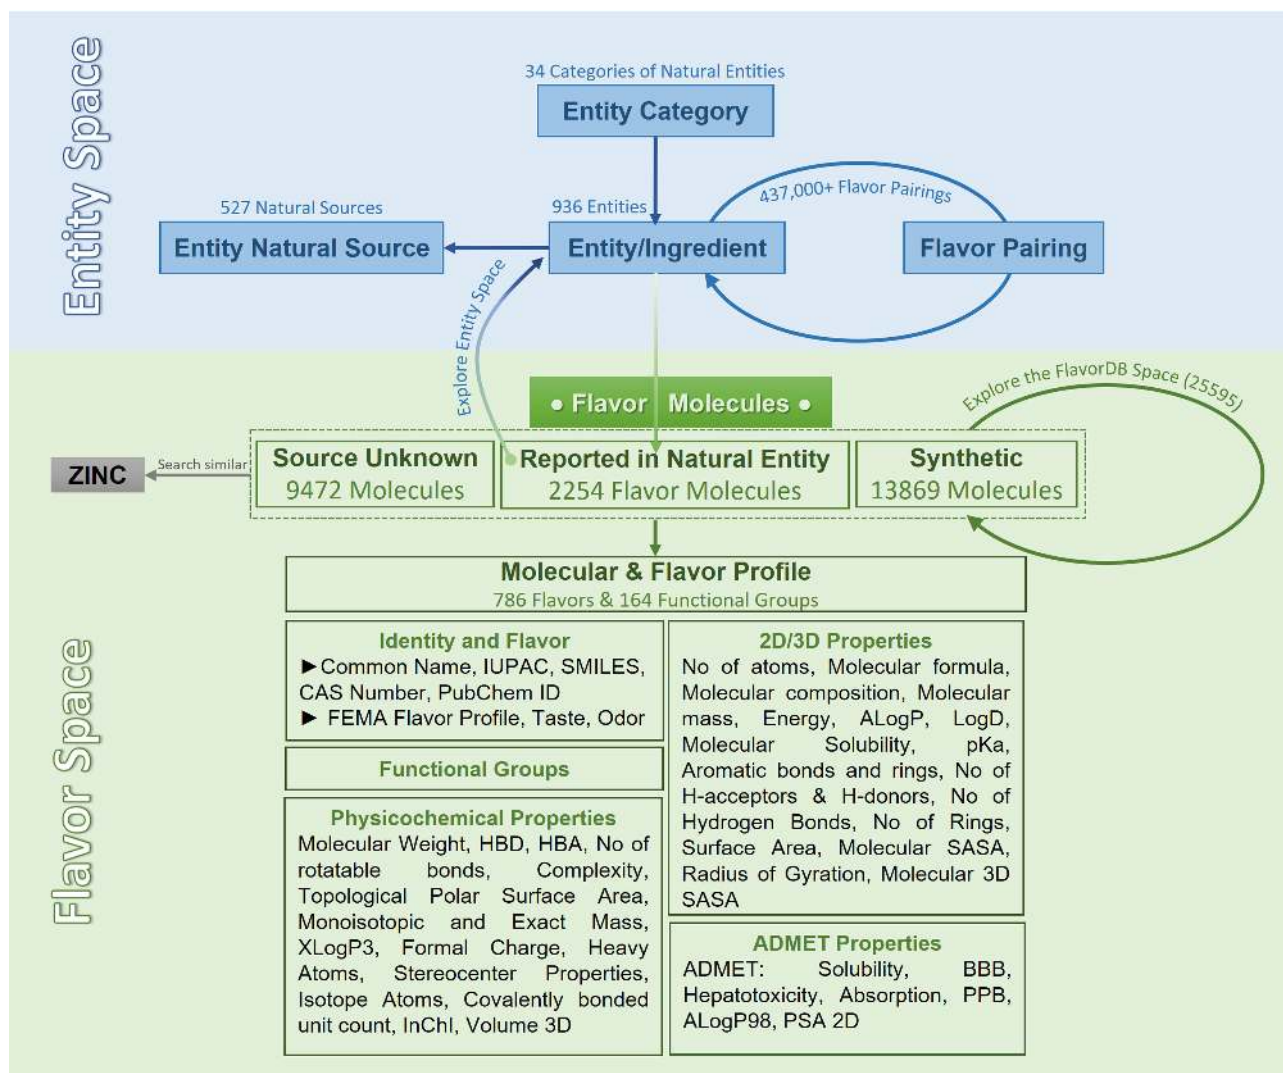 Entity Space
34 Categories of Natural Entities
Entity Category
527 Natural Sources
Entity Natural Source
936 Entities
Entity/Ingredient
437,000+ Flavor Pairings
Flavor Pairing
Explore Entity Space
Flavor Space
● Flavor Molecules ●
Explore the FlavorDB Space (25595)
ZINC
Search similar
Source Unknown
9472 Molecules
Reported in Natural Entity
2254 Flavor Molecules
Synthetic
13869 Molecules
Molecular & Flavor Profile
786 Flavors & 164 Functional Groups
Identity and Flavor
►Common Name, IUPAC, SMILES,
CAS Number, PubChem ID
► FEMA Flavor Profile, Taste, Odor
Functional Groups
Physicochemical Properties
Molecular Weight, HBD, HBA, No of
rotatable bonds, Complexity,
Topological Polar Surface Area,
Monoisotopic and Exact Mass,
XLogP3, Formal Charge, Heavy
Atoms, Stereocenter Properties,
Isotope Atoms, Covalently bonded
unit count, InChI, Volume 3D
2D/3D Properties
No of atoms, Molecular formula,
Molecular composition, Molecular
mass, Energy, ALogP, LogD,
Molecular Solubility, pKa,
Aromatic bonds and rings, No of
H-acceptors & H-donors, No of
Hydrogen Bonds, No of Rings,
Surface Area, Molecular SASA,
Radius of Gyration, Molecular 3D
SASA
ADMET Properties
ADMET: Solubility, BBB,
Hepatotoxicity, Absorption, PPB,
ALogP98, PSA 2D